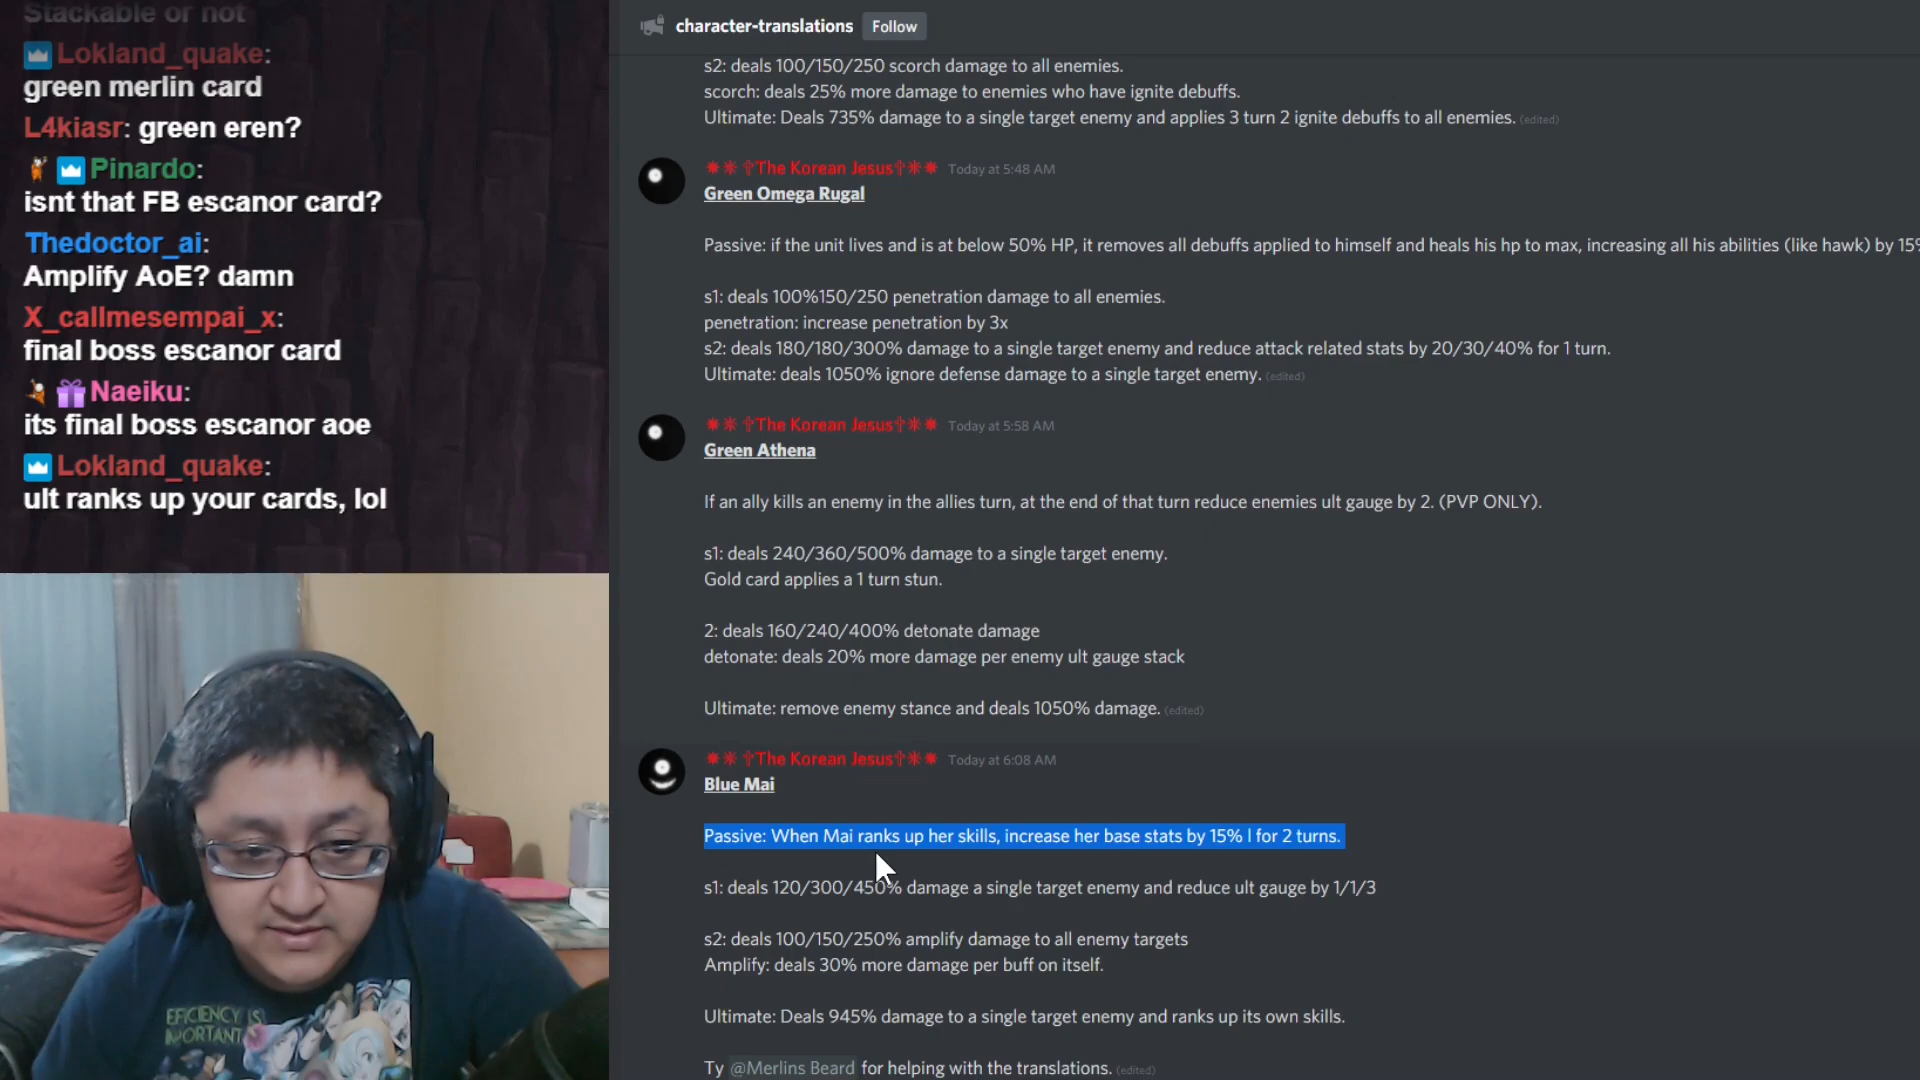 Stackable or not
Lokland_quake:
green merlin card
L4kiasr: green eren?
Pinardo:
isnt that FB escanor card?
Thedoctor_ai:
Amplify AoE? damn
X_callmesempai_x:
final boss escanor card
Naeiku:
its final boss escanor aoe
Lokland_quake:
ult ranks up your cards, lol
EFFICIENCY IS
IMPORTANT
character-translations Follow
s2: deals 100/150/250 scorch damage to all enemies.
scorch: deals 25% more damage to enemies who have ignite debuffs.
Ultimate: Deals 735% damage to a single target enemy and applies 3 turn 2 ignite debuffs to all enemies. (edited)
✷✷ ✞The Korean Jesus✞✷✷ Today at 5:48 AM
Green Omega Rugal
Passive: if the unit lives and is at below 50% HP, it removes all debuffs applied to himself and heals his hp to max, increasing all his abilities (like hawk) by 15%
s1: deals 100%150/250 penetration damage to all enemies.
penetration: increase penetration by 3x
s2: deals 180/180/300% damage to a single target enemy and reduce attack related stats by 20/30/40% for 1 turn.
Ultimate: deals 1050% ignore defense damage to a single target enemy. (edited)
✷✷ ✞The Korean Jesus✞✷✷ Today at 5:58 AM
Green Athena
If an ally kills an enemy in the allies turn, at the end of that turn reduce enemies ult gauge by 2. (PVP ONLY).
s1: deals 240/360/500% damage to a single target enemy.
Gold card applies a 1 turn stun.
2: deals 160/240/400% detonate damage
detonate: deals 20% more damage per enemy ult gauge stack
Ultimate: remove enemy stance and deals 1050% damage. (edited)
✷✷ ✞The Korean Jesus✞✷✷ Today at 6:08 AM
Blue Mai
Passive: When Mai ranks up her skills, increase her base stats by 15% l for 2 turns.
s1: deals 120/300/450% damage a single target enemy and reduce ult gauge by 1/1/3
s2: deals 100/150/250% amplify damage to all enemy targets
Amplify: deals 30% more damage per buff on itself.
Ultimate: Deals 945% damage to a single target enemy and ranks up its own skills.
Ty @Merlins Beard for helping with the translations. (edited)